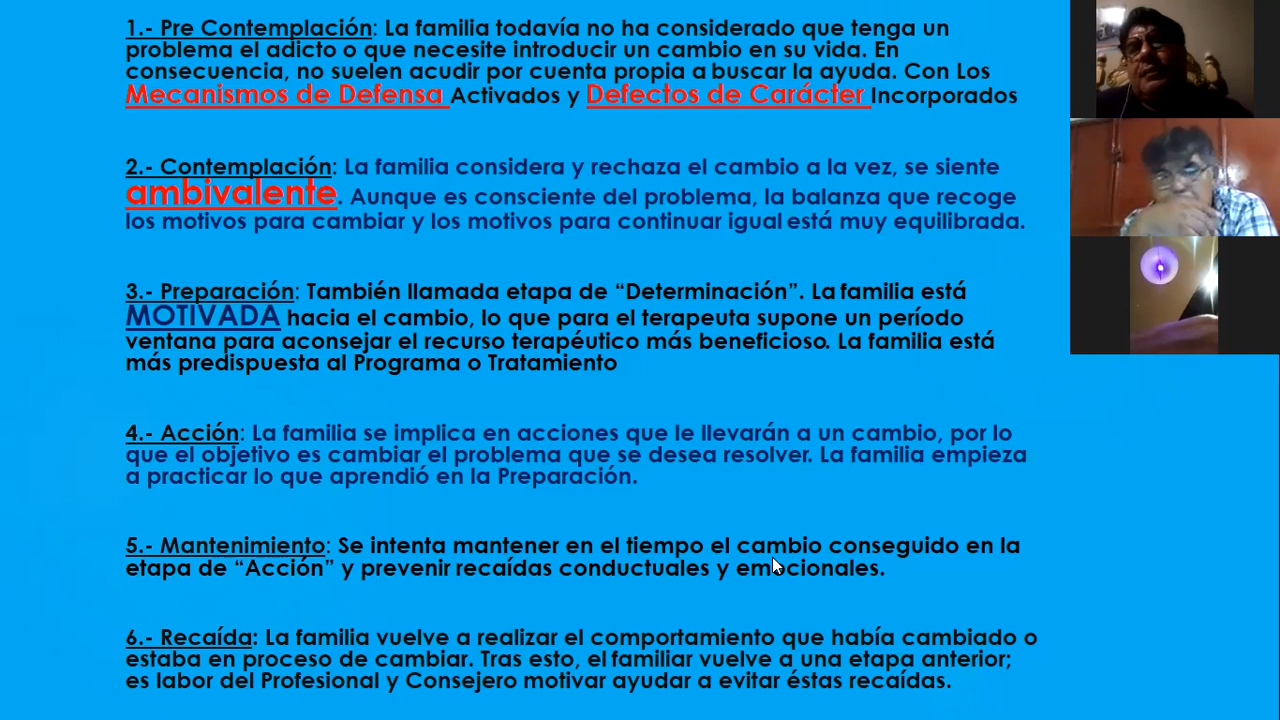 1.- Pre Contemplación: La familia todavía no ha considerado que tenga un
problema el adicto o que necesite introducir un cambio en su vida. En
consecuencia, no suelen acudir por cuenta propia a buscar la ayuda. Con Los
Mecanismos de Defensa Activados y Defectos de Carácter Incorporados
2.- Contemplación: La familia considera y rechaza el cambio a la vez, se siente
ambivalente. Aunque es consciente del problema, la balanza que recoge
los motivos para cambiar y los motivos para continuar igual está muy equilibrada.
3.- Preparación: También llamada etapa de “Determinación”. La familia está
MOTIVADA hacia el cambio, lo que para el terapeuta supone un período
ventana para aconsejar el recurso terapéutico más beneficioso. La familia está
más predispuesta al Programa o Tratamiento
4.- Acción: La familia se implica en acciones que le llevarán a un cambio, por lo
que el objetivo es cambiar el problema que se desea resolver. La familia empieza
a practicar lo que aprendió en la Preparación.
5.- Mantenimiento: Se intenta mantener en el tiempo el cambio conseguido en la
etapa de “Acción” y prevenir recaídas conductuales y emocionales.
6.- Recaída: La familia vuelve a realizar el comportamiento que había cambiado o
estaba en proceso de cambiar. Tras esto, el familiar vuelve a una etapa anterior;
es labor del Profesional y Consejero motivar ayudar a evitar éstas recaídas.